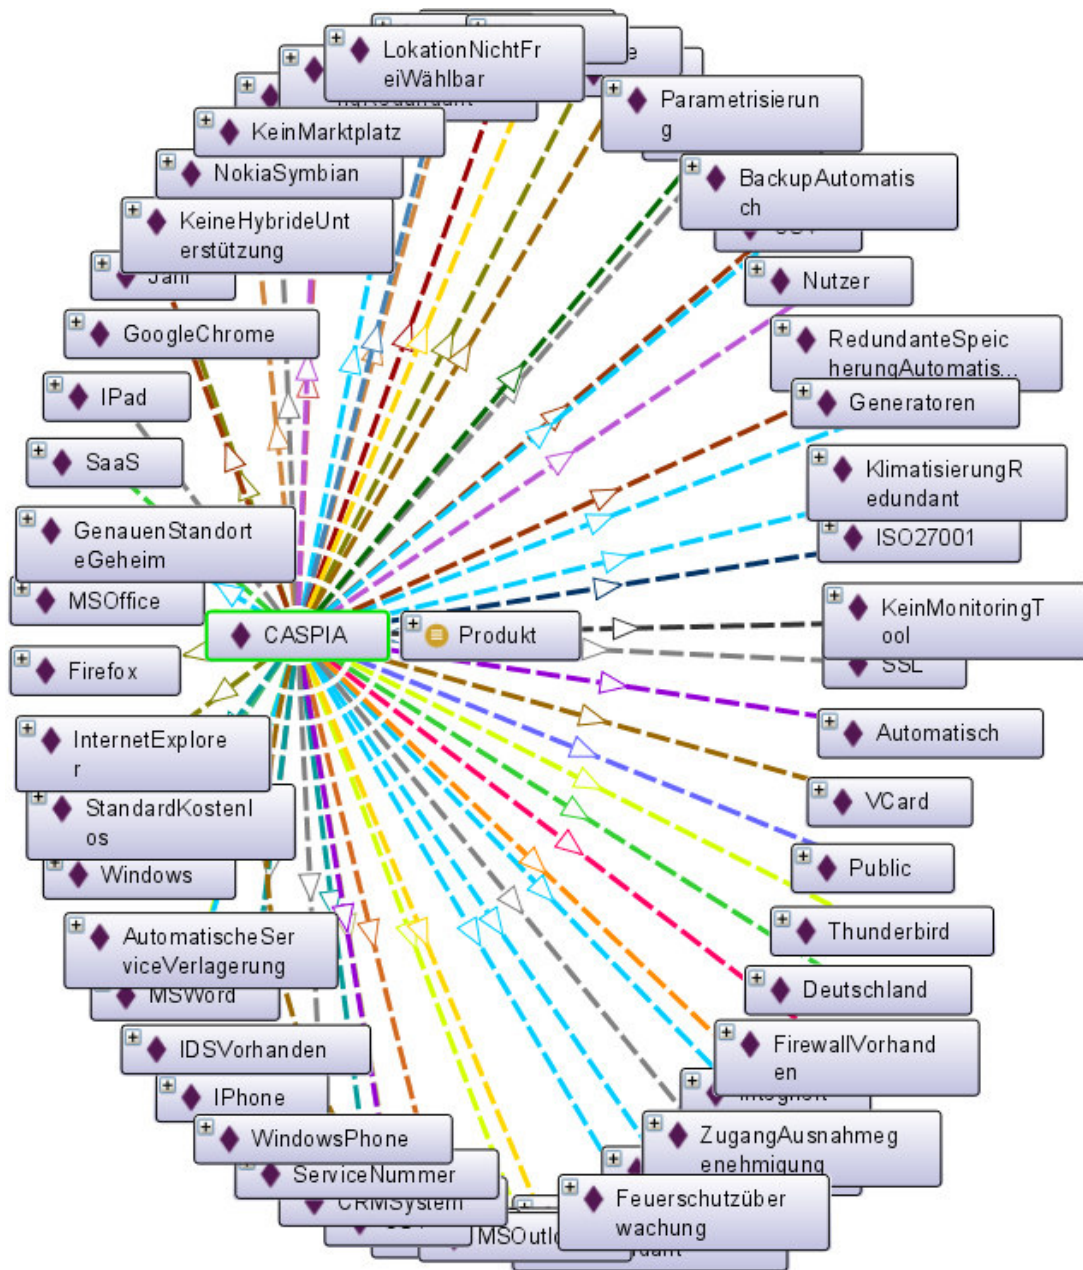 LokationNichtFr
eiWählbar
Parametrisierun
g
KeinMarktplatz
BackupAutomatis
ch
NokiaSymbian
KeineHybrideUnt
erstützung
Nutzer
Jahr
GoogleChrome
RedundanteSpeic
herungAutomatis...
IPad
Generatoren
SaaS
KlimatisierungR
edundant
GenauenStandort
eGeheim
ISO27001
MSOffice
KeinMonitoringT
ool
CASPIA
Produkt
Firefox
SSL
InternetExplore
r
Automatisch
StandardKostenl
os
VCard
Windows
Public
AutomatischeSer
viceVerlagerung
Thunderbird
MSWord
Deutschland
IDSVorhanden
FirewallVorhand
en
IPhone
WindowsPhone
ZugangAusnahmeg
enehmigung
ServiceNummer
CRMSystem
Feuerschutzüber
wachung